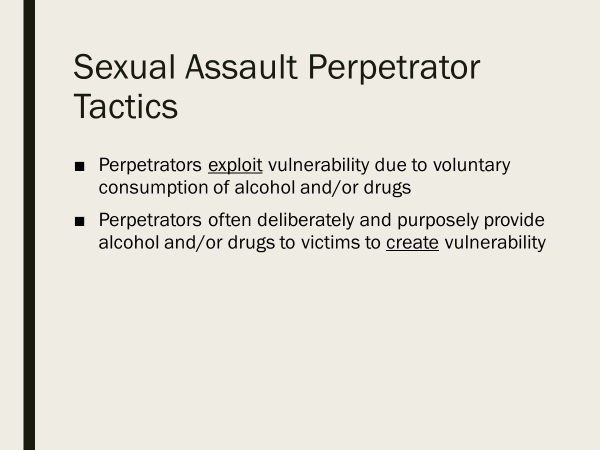 Sexual Assault Perpetrator
Tactics
■ Perpetrators exploit vulnerability due to voluntary
consumption of alcohol and/or drugs
■ Perpetrators often deliberately and purposely provide
alcohol and/or drugs to victims to create vulnerability